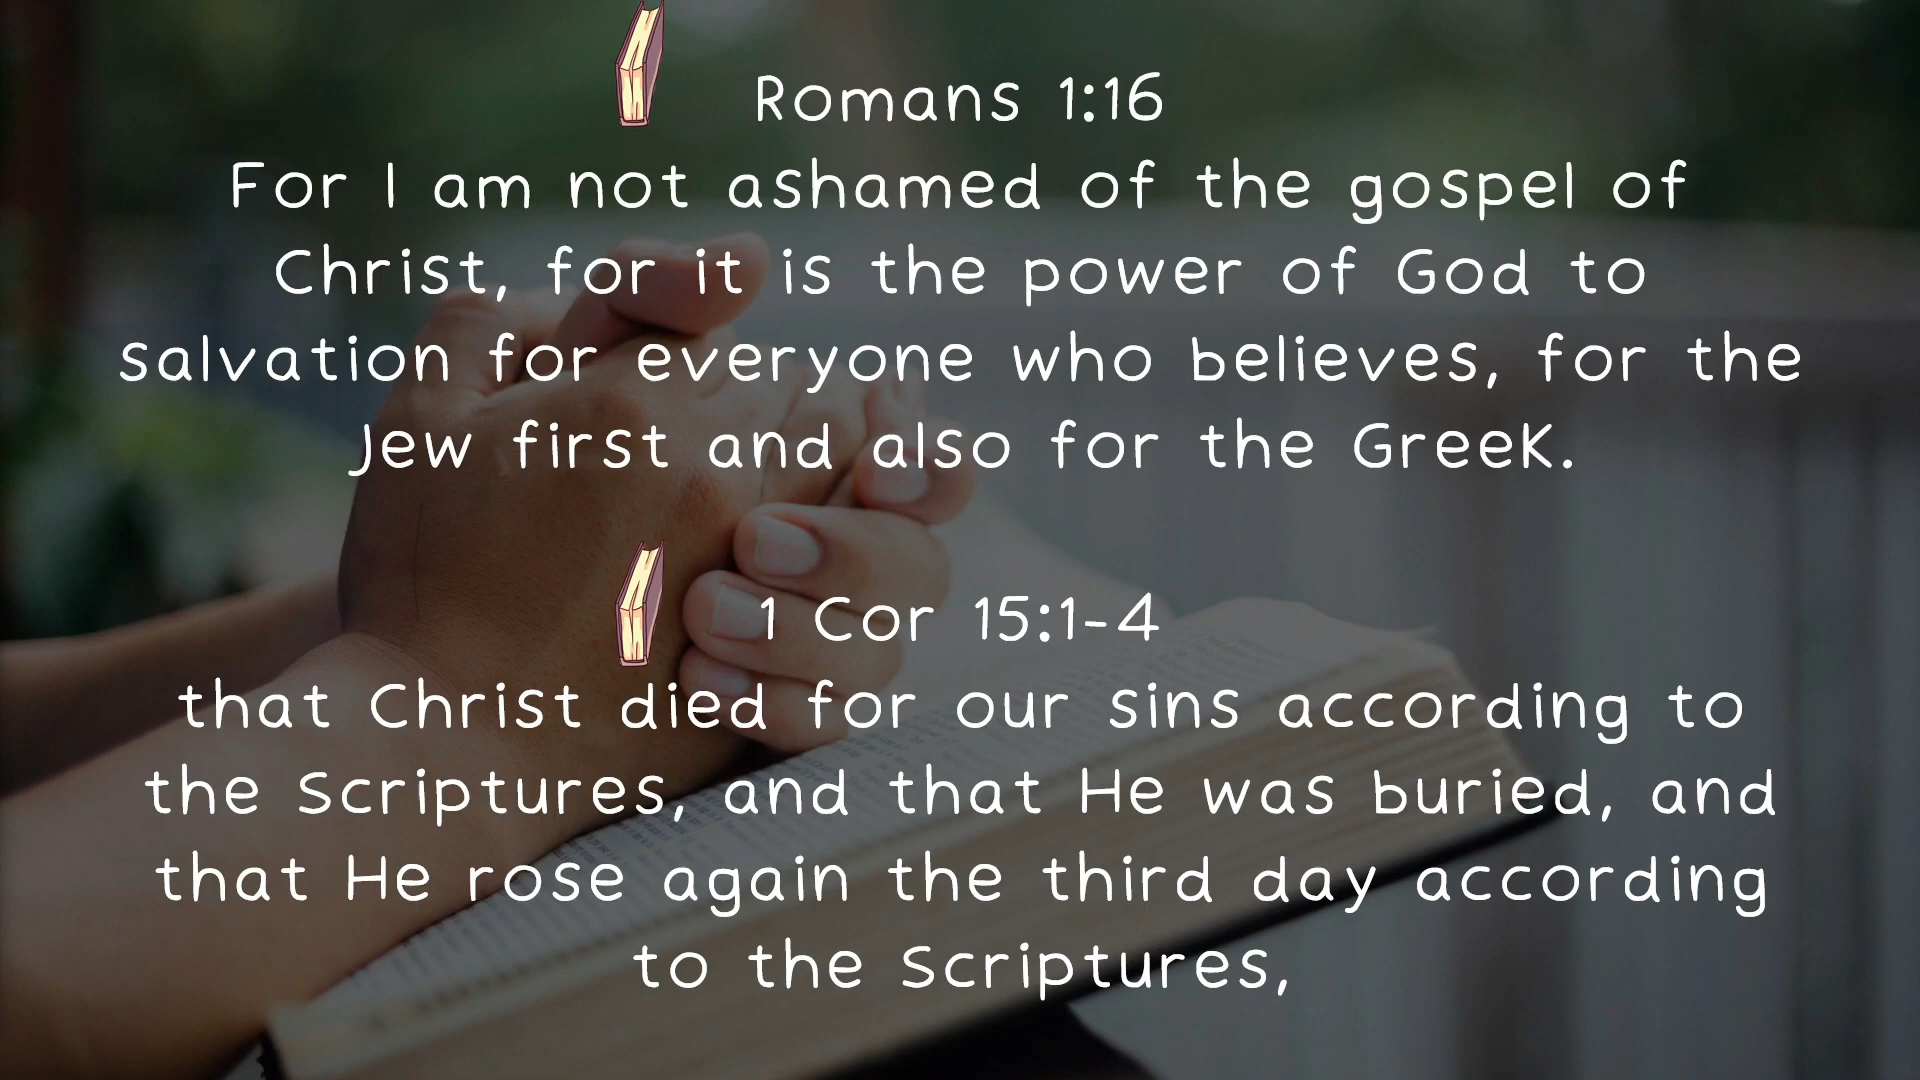 Romans 1:16
For I am not ashamed of the gospel of
Christ, for it is the power of God to
salvation for everyone who believes, for the
Jew first and also for the Greek.
1 Cor 15:1-4
that Christ died for our sins according to
the Scriptures, and that He was buried, and
that He rose again the third day according
to the Scriptures,